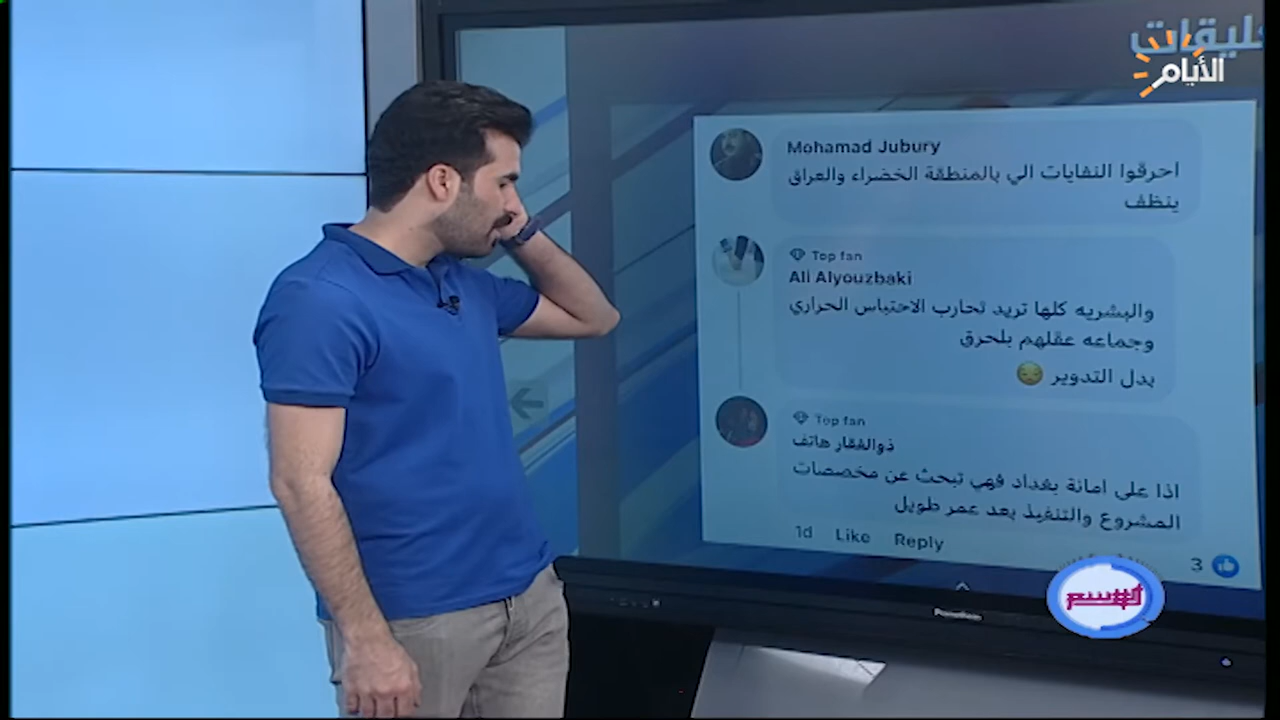 تعليقات
الأيام
Mohamad Jubury
احرقوا النفايات الي بالمنطقة الخضراء والعراق
ينظف
Top fan
Ali Alyouzbaki
والبشريه كلها تريد تحارب الاحتباس الحراري
وجماعه عقلهم بلحرق
بدل التدوير 😔
Top fan
ذوالفقار هاتف
اذا على امانة بغداد فهي تبحث عن مخصصات
المشروع والتنفيذ بعد عمر طويل
1d Like Reply
3